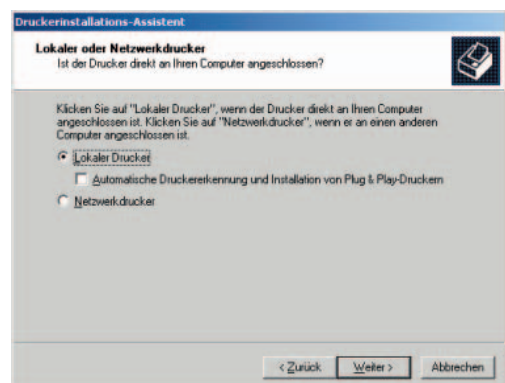 Druckerinstallations-Assistent
Lokaler oder Netzwerkdrucker
Ist der Drucker direkt an Ihren Computer angeschlossen?
Klicken Sie auf "Lokaler Drucker", wenn der Drucker direkt an Ihren Computer
angeschlossen ist. Klicken Sie auf "Netzwerkdrucker", wenn er an einen anderen
Computer angeschlossen ist.
Lokaler Drucker
Automatische Druckererkennung und Installation von Plug & Play-Druckern
Netzwerkdrucker
< Zurück Weiter > Abbrechen